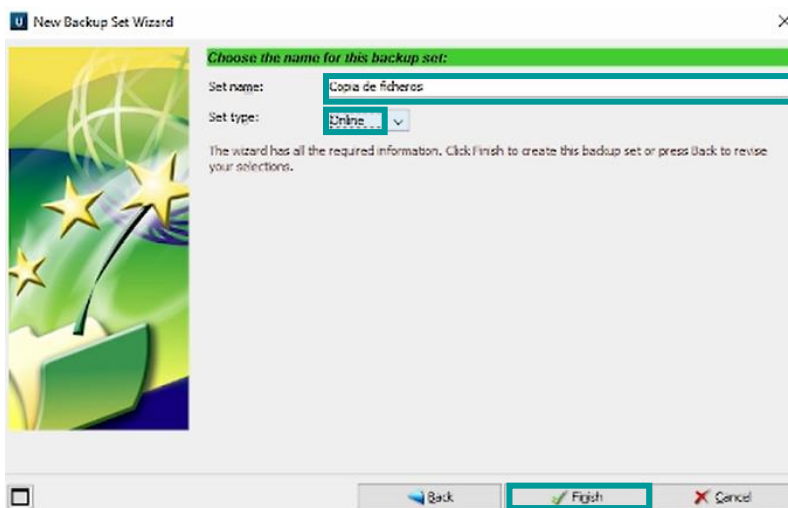 U New Backup Set Wizard
Choose the name for this backup set:
Set name: Copia de ficheros
Set type: Online
The wizard has all the required information. Click Finish to create this backup set or press Back to revise
your selections.
Back Finish Cancel